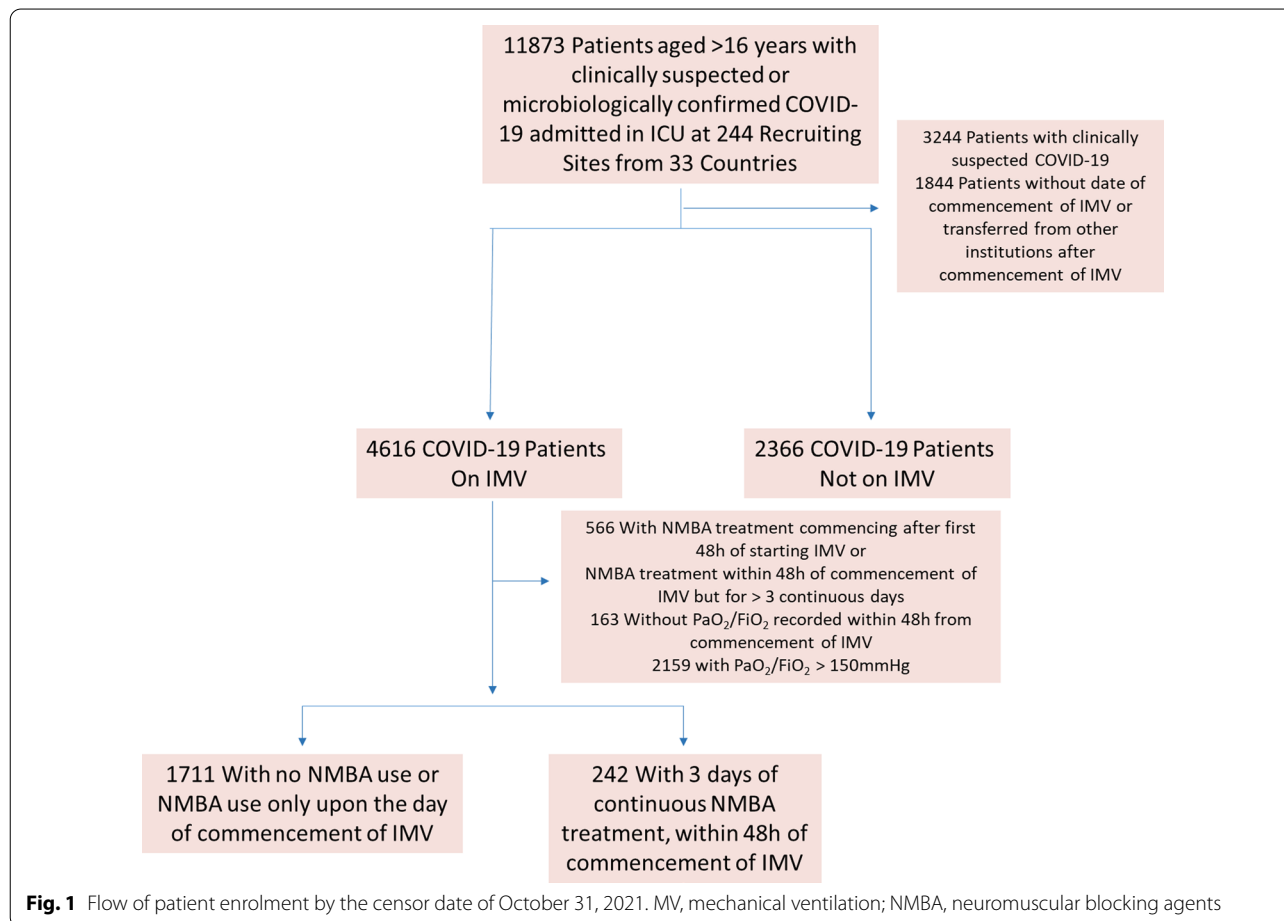 11873 Patients aged >16 years with
clinically suspected or
microbiologically confirmed COVID-
19 admitted in ICU at 244 Recruiting
Sites from 33 Countries
3244 Patients with clinically
suspected COVID-19
1844 Patients without date of
commencement of IMV or
transferred from other
institutions after
commencement of IMV
4616 COVID-19 Patients
On IMV
2366 COVID-19 Patients
Not on IMV
566 With NMBA treatment commencing after first
48h of starting IMV or
NMBA treatment within 48h of commencement of
IMV but for > 3 continuous days
163 Without PaO₂/FiO₂ recorded within 48h from
commencement of IMV
2159 with PaO₂/FiO₂ > 150mmHg
1711 With no NMBA use or
NMBA use only upon the day
of commencement of IMV
242 With 3 days of
continuous NMBA
treatment, within 48h of
commencement of IMV
Fig. 1 Flow of patient enrolment by the censor date of October 31, 2021. MV, mechanical ventilation; NMBA, neuromuscular blocking agents